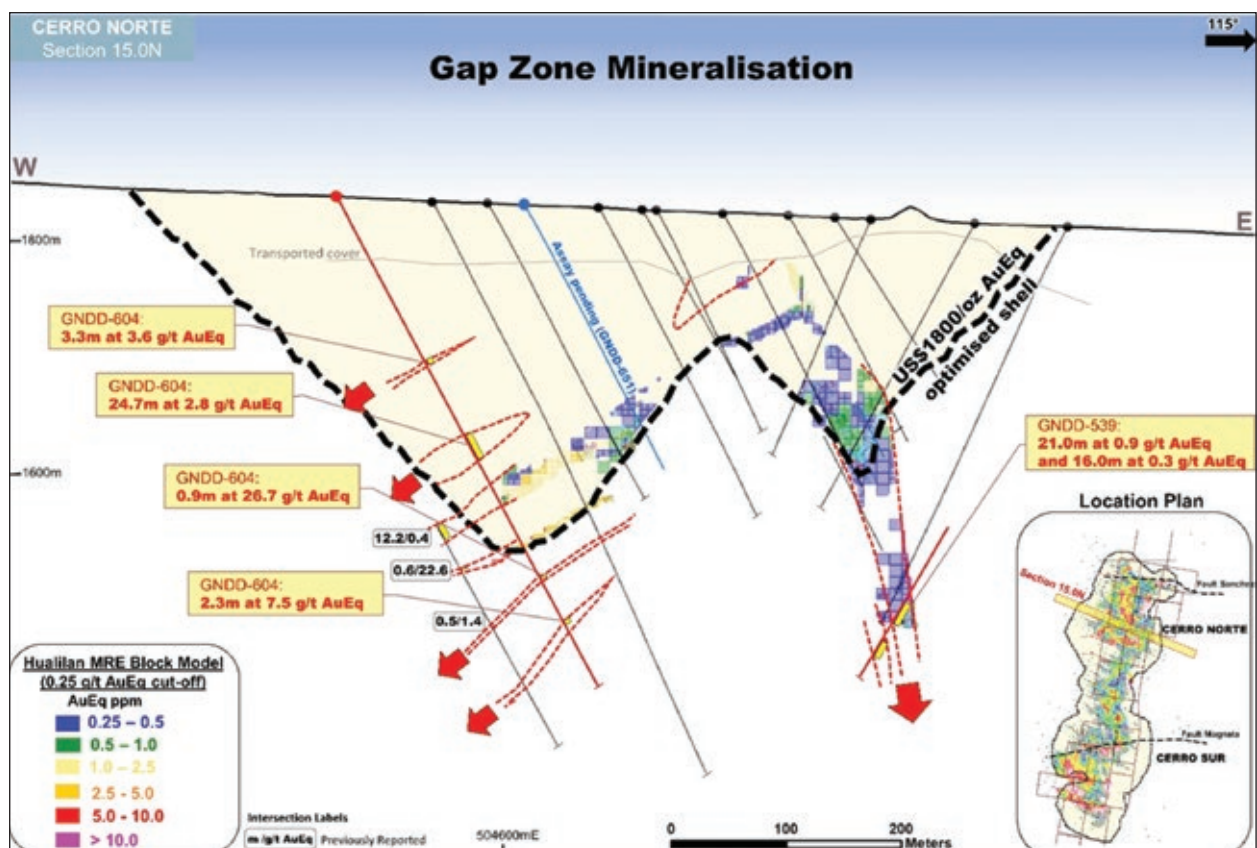 CERRO NORTE
Section 15.0N
115°
Gap Zone Mineralisation
W
E
1800m
Transported cover
Assay pending (GNDD-651)
US$1800/oz AuEq
optimised shell
GNDD-604:
3.3m at 3.6 g/t AuEq
GNDD-604:
24.7m at 2.8 g/t AuEq
1600m
GNDD-604:
0.9m at 26.7 g/t AuEq
12.2/0.4
0.6/22.6
GNDD-604:
2.3m at 7.5 g/t AuEq
0.5/1.4
GNDD-539:
21.0m at 0.9 g/t AuEq
and 16.0m at 0.3 g/t AuEq
Location Plan
Section 15.0N
Fault Sanchez
CERRO NORTE
Fault Magnata
CERRO SUR
Hualilan MRE Block Model
(0.25 g/t AuEq cut-off)
AuEq ppm
0.25 – 0.5
0.5 – 1.0
1.0 – 2.5
2.5 - 5.0
5.0 - 10.0
> 10.0
Intersection Labels
m /g/t AuEq Previously Reported
504600mE
0 100 200
Meters